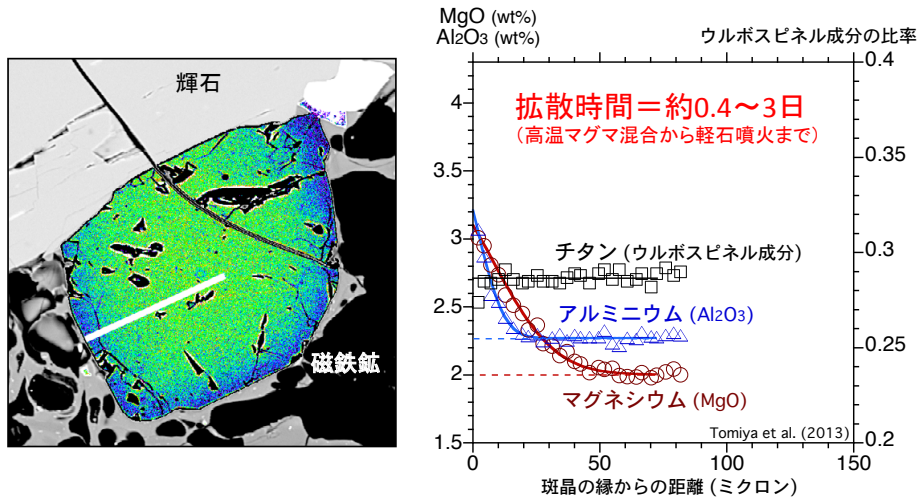 輝石
磁鉄鉱
MgO (wt%)
Al2O3 (wt%)
ウルボスピネル成分の比率
4
3.5
3
2.5
2
1.5
0.4
0.35
0.3
0.25
0.2
拡散時間＝約0.4〜3日
(高温マグマ混合から軽石噴火まで)
チタン (ウルボスピネル成分)
アルミニウム (Al2O3)
マグネシウム (MgO)
Tomiya et al. (2013)
0 50 100 150
斑晶の縁からの距離 (ミクロン)